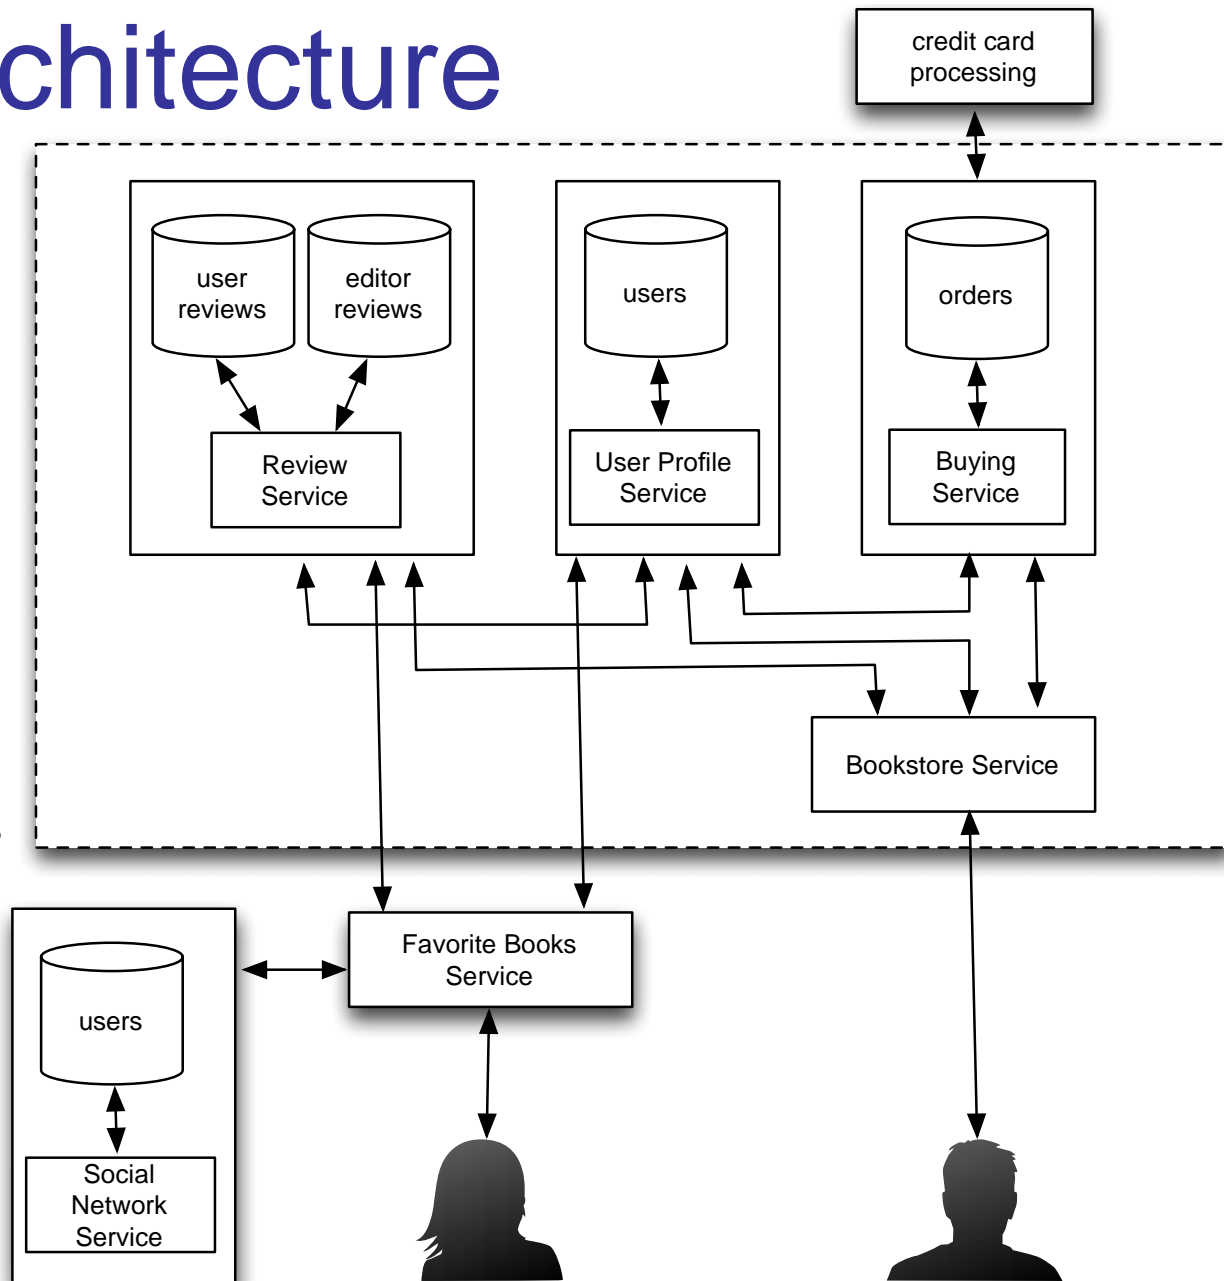 chitecture
credit card
processing
user
reviews
editor
reviews
users
orders
Review
Service
User Profile
Service
Buying
Service
Bookstore Service
Favorite Books
Service
users
Social
Network
Service